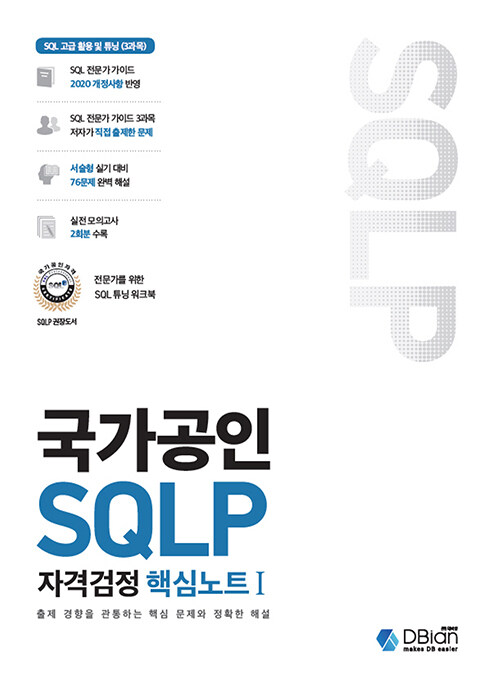 SQL 고급 활용 및 튜닝 (3과목)
SQL 전문가 가이드
2020 개정사항 반영
SQL 전문가 가이드 3과목
저자가 직접 출제한 문제
서술형 실기 대비
76문제 완벽 해설
실전 모의고사
2회분 수록
국가공인자격
SQLP 권장도서
전문가를 위한
SQL 튜닝 워크북
SQLP
국가공인
SQLP
자격검정 핵심노트 I
출제 경향을 관통하는 핵심 문제와 정확한 해설
DBian
makes DB easier